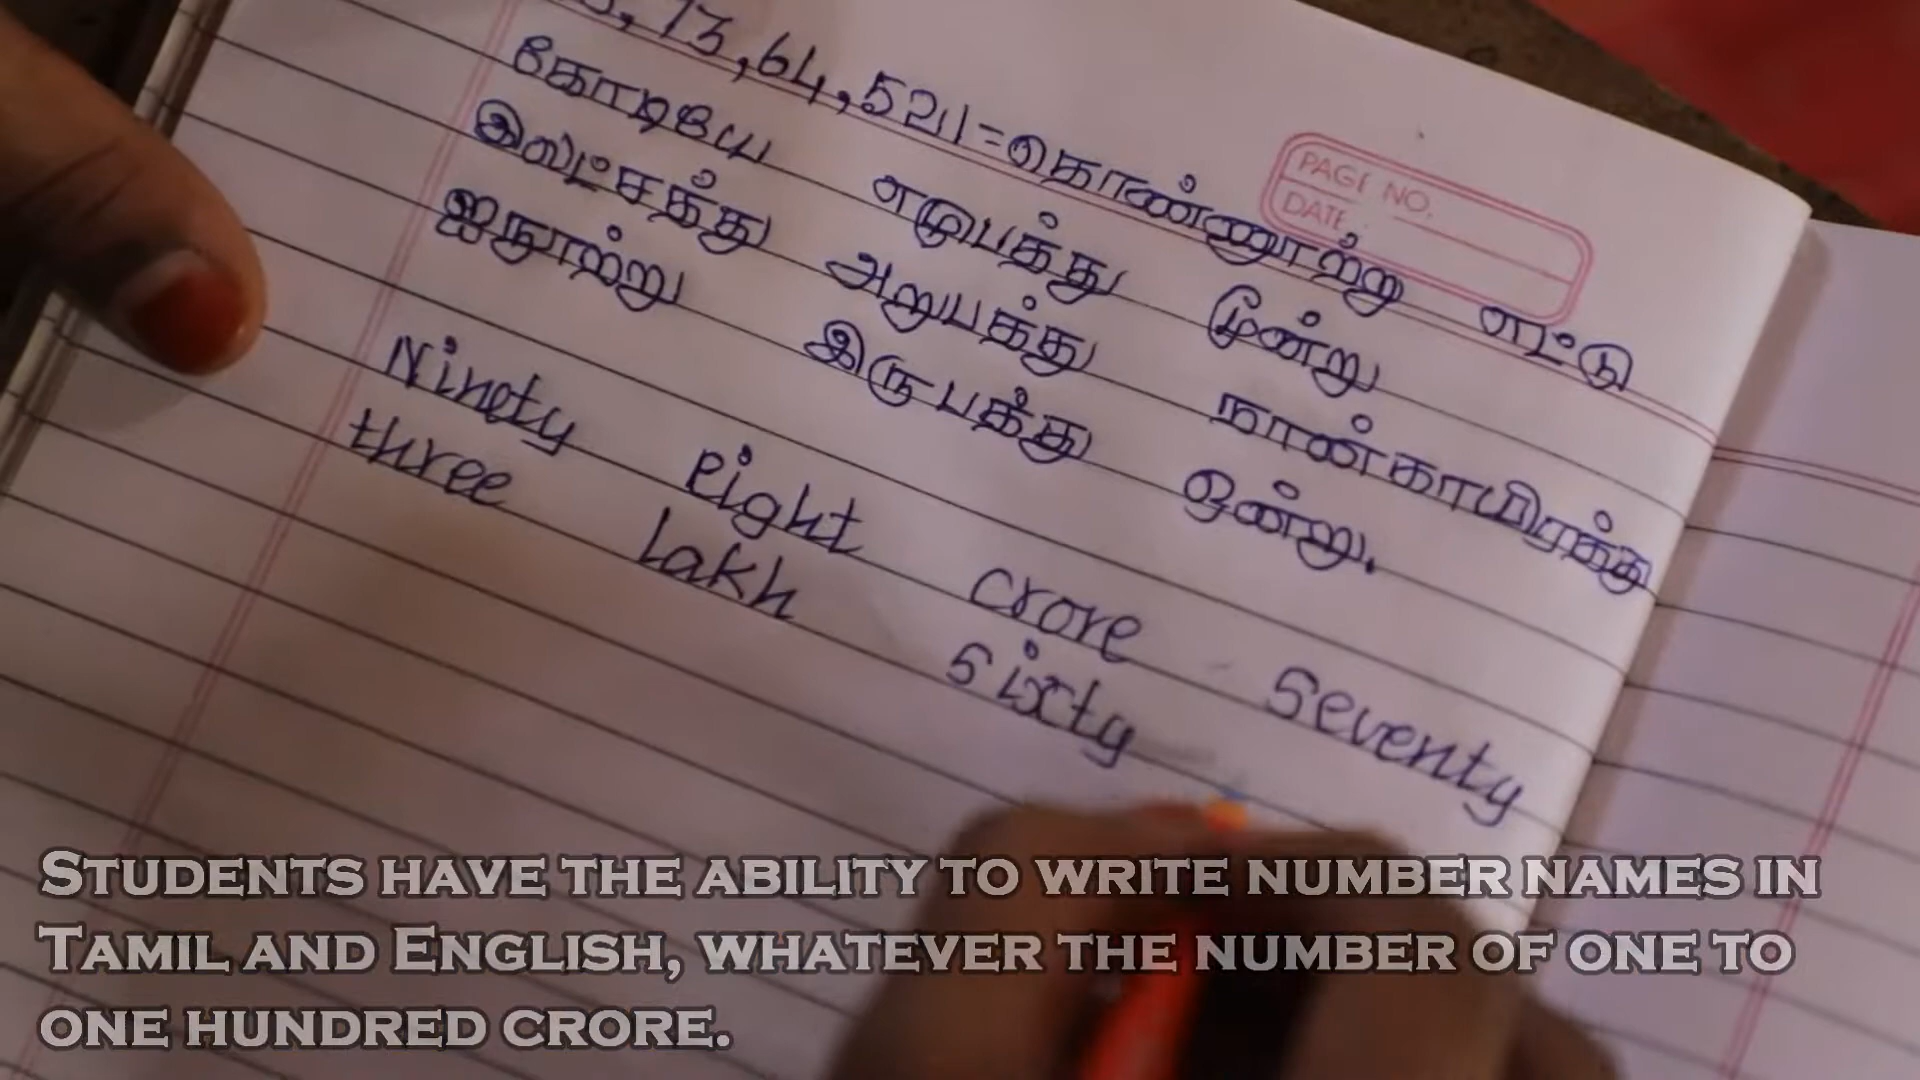 , 73, 64, 521 = தொண்ணூற்று எட்டு
கோடியே எழுபத்து மூன்று
இலட்சத்து அறுபத்து நான்காயிரத்து
ஐநூற்று இருபத்து ஒன்று.
Ninety eight crore Seventy
three lakh Sixty
PAGE NO.
DATE
STUDENTS HAVE THE ABILITY TO WRITE NUMBER NAMES IN
TAMIL AND ENGLISH, WHATEVER THE NUMBER OF ONE TO
ONE HUNDRED CRORE.